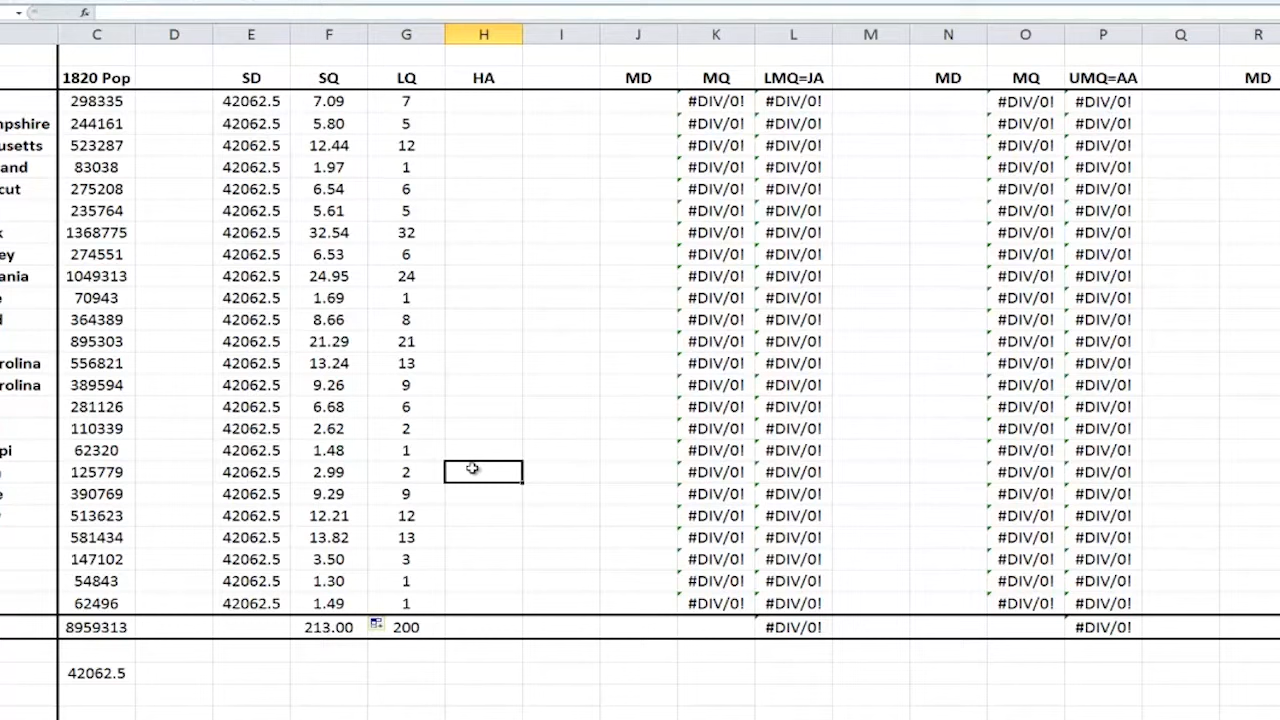 C D E F G H I J K L M N O P Q R
1820 Pop SD SQ LQ HA MD MQ LMQ=JA MD MQ UMQ=AA MD
298335 42062.5 7.09 7 #DIV/0! #DIV/0! #DIV/0! #DIV/0!
mpshire 244161 42062.5 5.80 5 #DIV/0! #DIV/0! #DIV/0! #DIV/0!
usetts 523287 42062.5 12.44 12 #DIV/0! #DIV/0! #DIV/0! #DIV/0!
and 83038 42062.5 1.97 1 #DIV/0! #DIV/0! #DIV/0! #DIV/0!
cut 275208 42062.5 6.54 6 #DIV/0! #DIV/0! #DIV/0! #DIV/0!
235764 42062.5 5.61 5 #DIV/0! #DIV/0! #DIV/0! #DIV/0!
k 1368775 42062.5 32.54 32 #DIV/0! #DIV/0! #DIV/0! #DIV/0!
ey 274551 42062.5 6.53 6 #DIV/0! #DIV/0! #DIV/0! #DIV/0!
ania 1049313 42062.5 24.95 24 #DIV/0! #DIV/0! #DIV/0! #DIV/0!
e 70943 42062.5 1.69 1 #DIV/0! #DIV/0! #DIV/0! #DIV/0!
d 364389 42062.5 8.66 8 #DIV/0! #DIV/0! #DIV/0! #DIV/0!
895303 42062.5 21.29 21 #DIV/0! #DIV/0! #DIV/0! #DIV/0!
rolina 556821 42062.5 13.24 13 #DIV/0! #DIV/0! #DIV/0! #DIV/0!
rolina 389594 42062.5 9.26 9 #DIV/0! #DIV/0! #DIV/0! #DIV/0!
281126 42062.5 6.68 6 #DIV/0! #DIV/0! #DIV/0! #DIV/0!
110339 42062.5 2.62 2 #DIV/0! #DIV/0! #DIV/0! #DIV/0!
pi 62320 42062.5 1.48 1 #DIV/0! #DIV/0! #DIV/0! #DIV/0!
125779 42062.5 2.99 2 #DIV/0! #DIV/0! #DIV/0! #DIV/0!
e 390769 42062.5 9.29 9 #DIV/0! #DIV/0! #DIV/0! #DIV/0!
513623 42062.5 12.21 12 #DIV/0! #DIV/0! #DIV/0! #DIV/0!
581434 42062.5 13.82 13 #DIV/0! #DIV/0! #DIV/0! #DIV/0!
147102 42062.5 3.50 3 #DIV/0! #DIV/0! #DIV/0! #DIV/0!
54843 42062.5 1.30 1 #DIV/0! #DIV/0! #DIV/0! #DIV/0!
62496 42062.5 1.49 1 #DIV/0! #DIV/0! #DIV/0! #DIV/0!
8959313 213.00 200 #DIV/0! #DIV/0!
42062.5